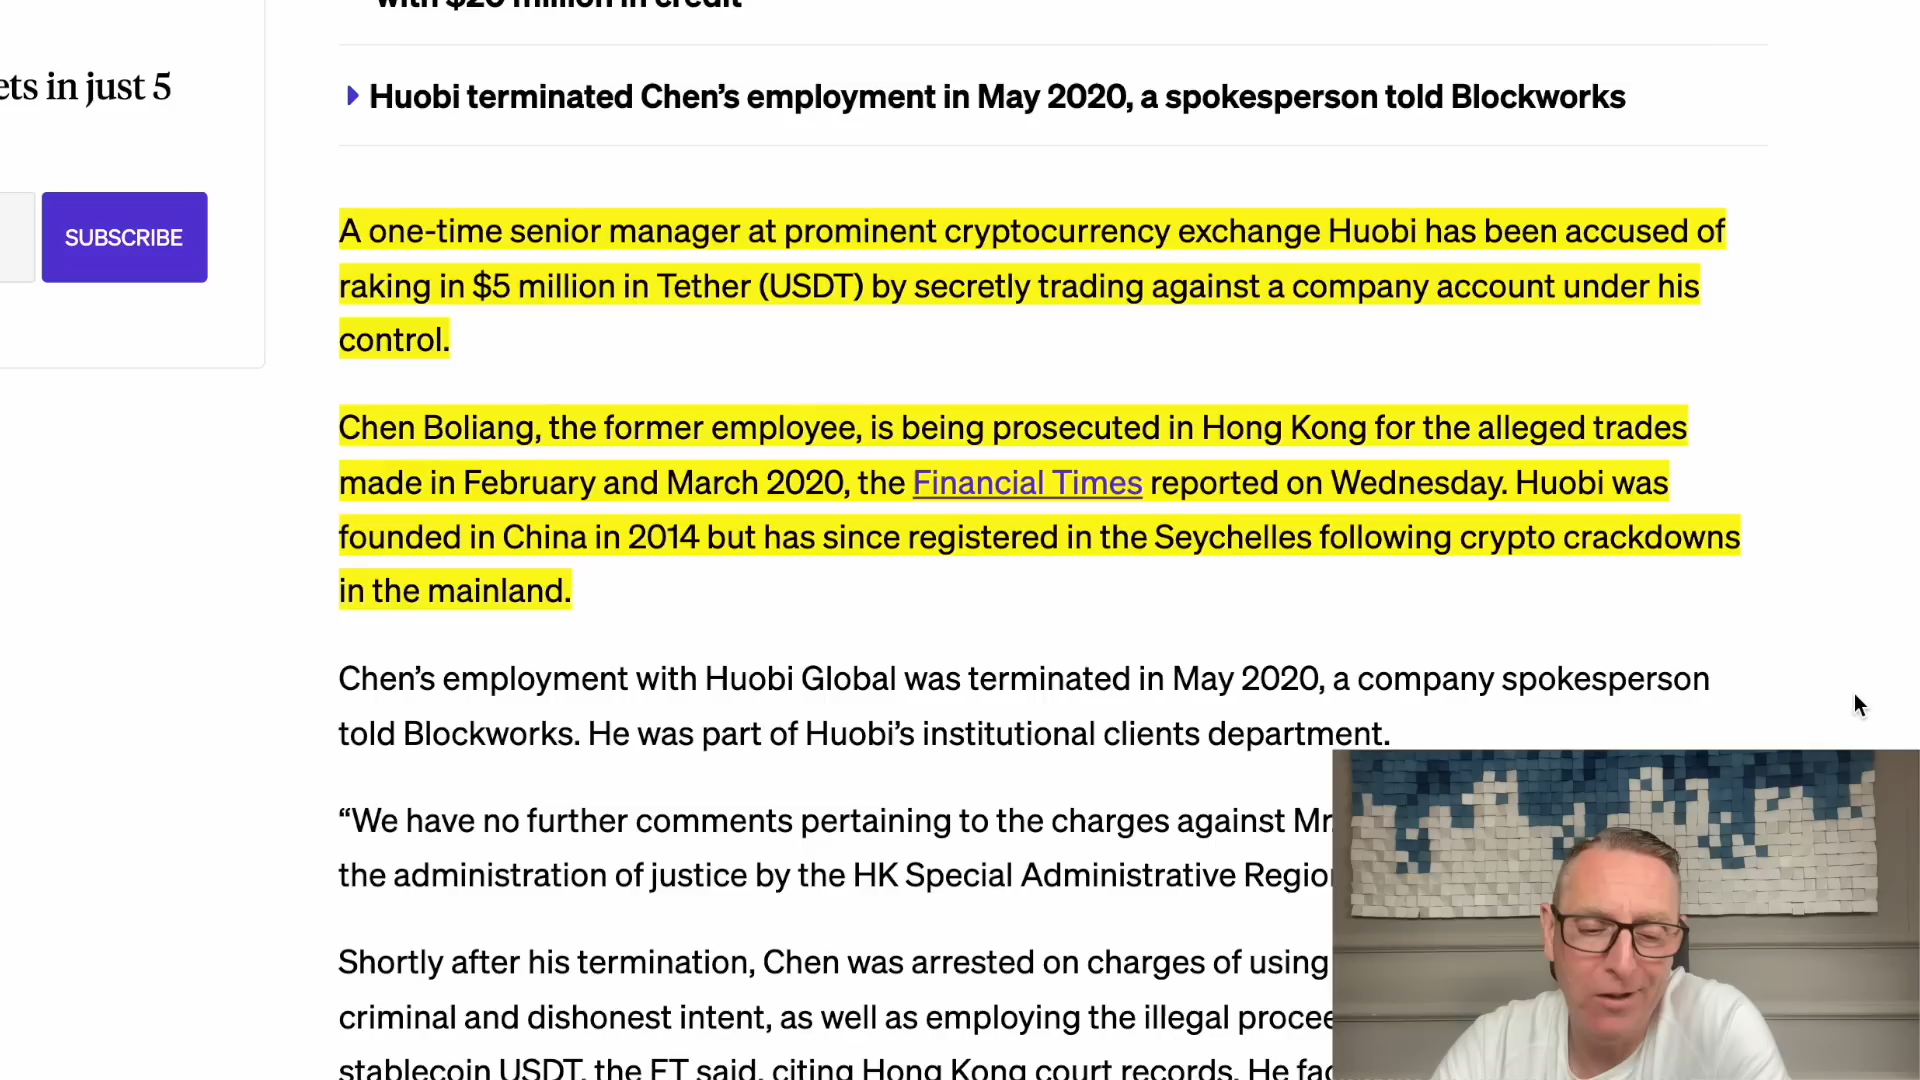 with $20 million in credit
ets in just 5
SUBSCRIBE
Huobi terminated Chen’s employment in May 2020, a spokesperson told Blockworks
A one-time senior manager at prominent cryptocurrency exchange Huobi has been accused of
raking in $5 million in Tether (USDT) by secretly trading against a company account under his
control.
Chen Boliang, the former employee, is being prosecuted in Hong Kong for the alleged trades
made in February and March 2020, the Financial Times reported on Wednesday. Huobi was
founded in China in 2014 but has since registered in the Seychelles following crypto crackdowns
in the mainland.
Chen’s employment with Huobi Global was terminated in May 2020, a company spokesperson
told Blockworks. He was part of Huobi’s institutional clients department.
“We have no further comments pertaining to the charges against Mr.
the administration of justice by the HK Special Administrative Region
Shortly after his termination, Chen was arrested on charges of using
criminal and dishonest intent, as well as employing the illegal procee
stablecoin USDT, the FT said, citing Hong Kong court records. He fac